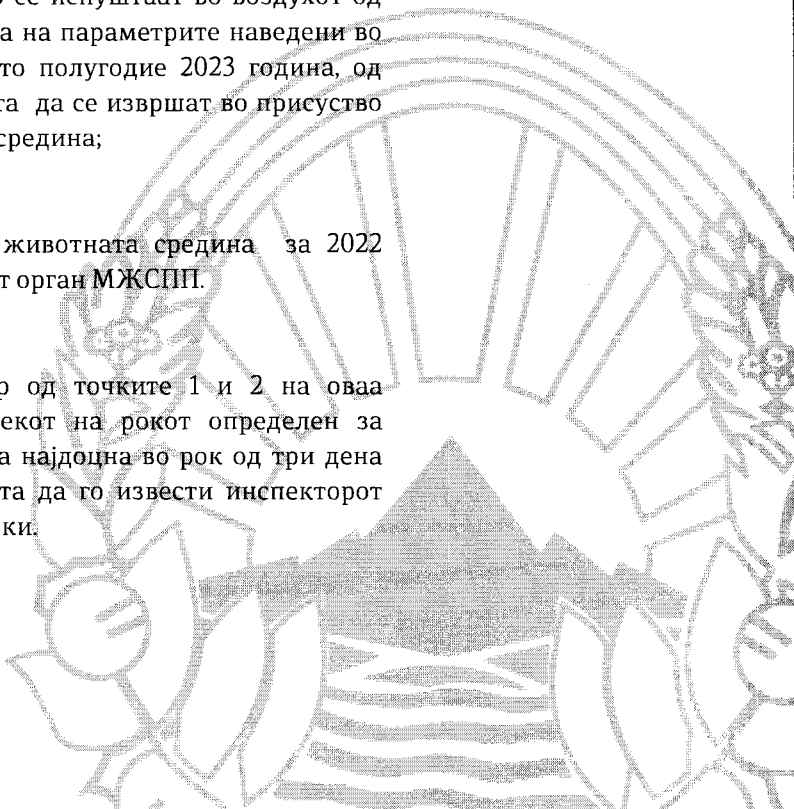 се испуштаат во воздухот од
а на параметрите наведени во
то полугодие 2023 година, од
та да се извршат во присуство
средина;
животната средина за 2022
т орган МЖСПП.
р од точките 1 и 2 на оваа
екот на рокот определен за
а најдоцна во рок од три дена
та да го извести инспекторот
ки.